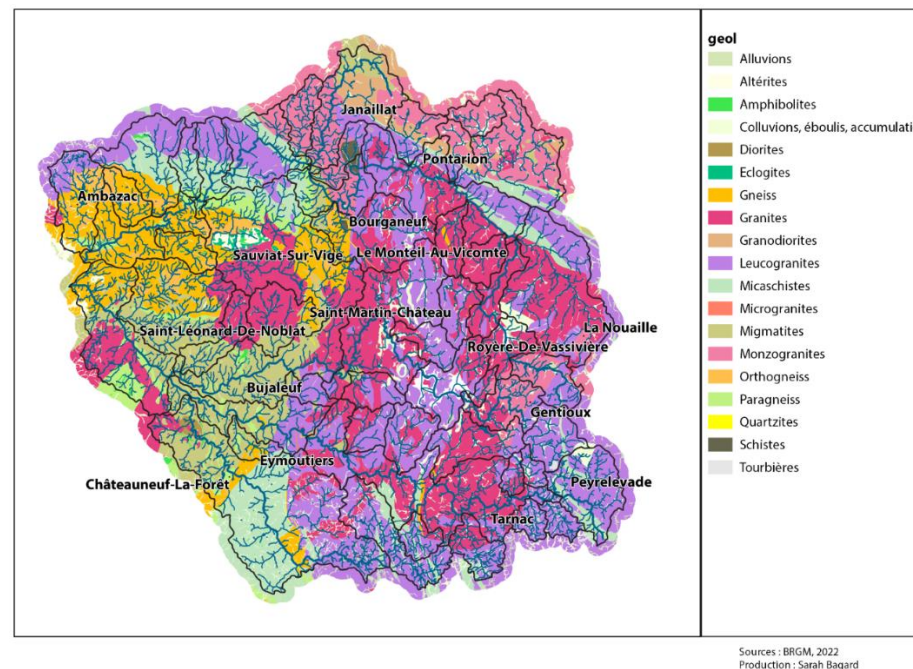 Janaillat
Pontarion
Ambazac
Bourganeuf
Sauviat-Sur-Vige
Le Monteil-Au-Vicomte
Saint-Martin-Château
La Nouaille
Saint-Léonard-De-Noblat
Royère-De-Vassivière
Bujaleuf
Gentioux
Eymoutiers
Châteauneuf-La-Forêt
Peyrelevade
Tarnac
geol
Alluvions
Altérites
Amphibolites
Colluvions, éboulis, accumulati
Diorites
Eclogites
Gneiss
Granites
Granodiorites
Leucogranites
Micaschistes
Microgranites
Migmatites
Monzogranites
Orthogneiss
Paragneiss
Quartzites
Schistes
Tourbières
Sources : BRGM, 2022
Production : Sarah Bagard